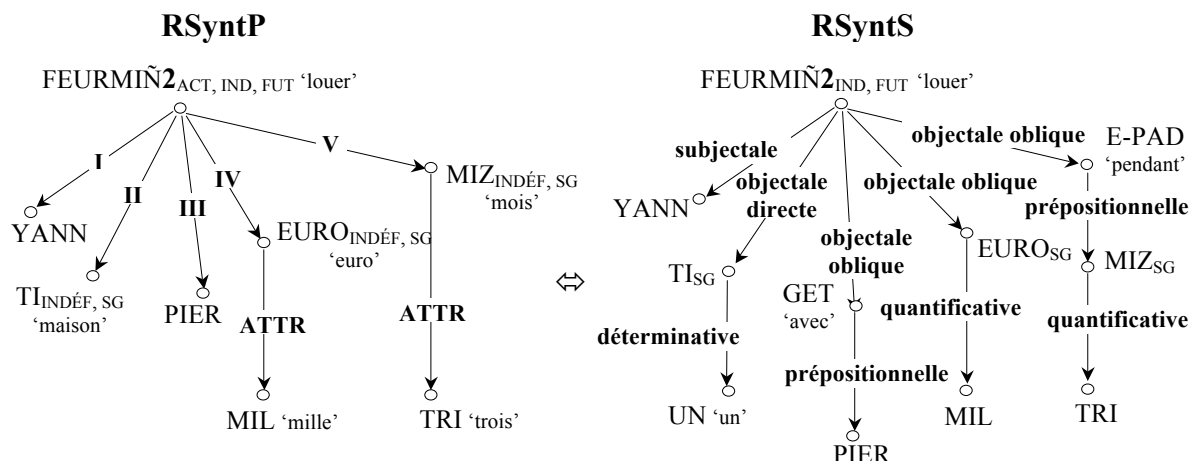 RSyntP
FEURMIÑ2ACT, IND, FUT ‘louer’
I
II
III
IV
V
YANN
TIINDÉF, SG
‘maison’
PIER
EUROINDÉF, SG
‘euro’
MIZINDÉF, SG
‘mois’
ATTR
ATTR
MIL ‘mille’
TRI ‘trois’
⇔
RSyntS
FEURMIÑ2IND, FUT ‘louer’
subjectale
objectale
directe
objectale
oblique
objectale oblique
objectale oblique
E-PAD
‘pendant’
YANN
prépositionnelle
TISG
GET
‘avec’
EUROSG
MIZSG
déterminative
prépositionnelle
quantificative
quantificative
UN ‘un’
PIER
MIL
TRI